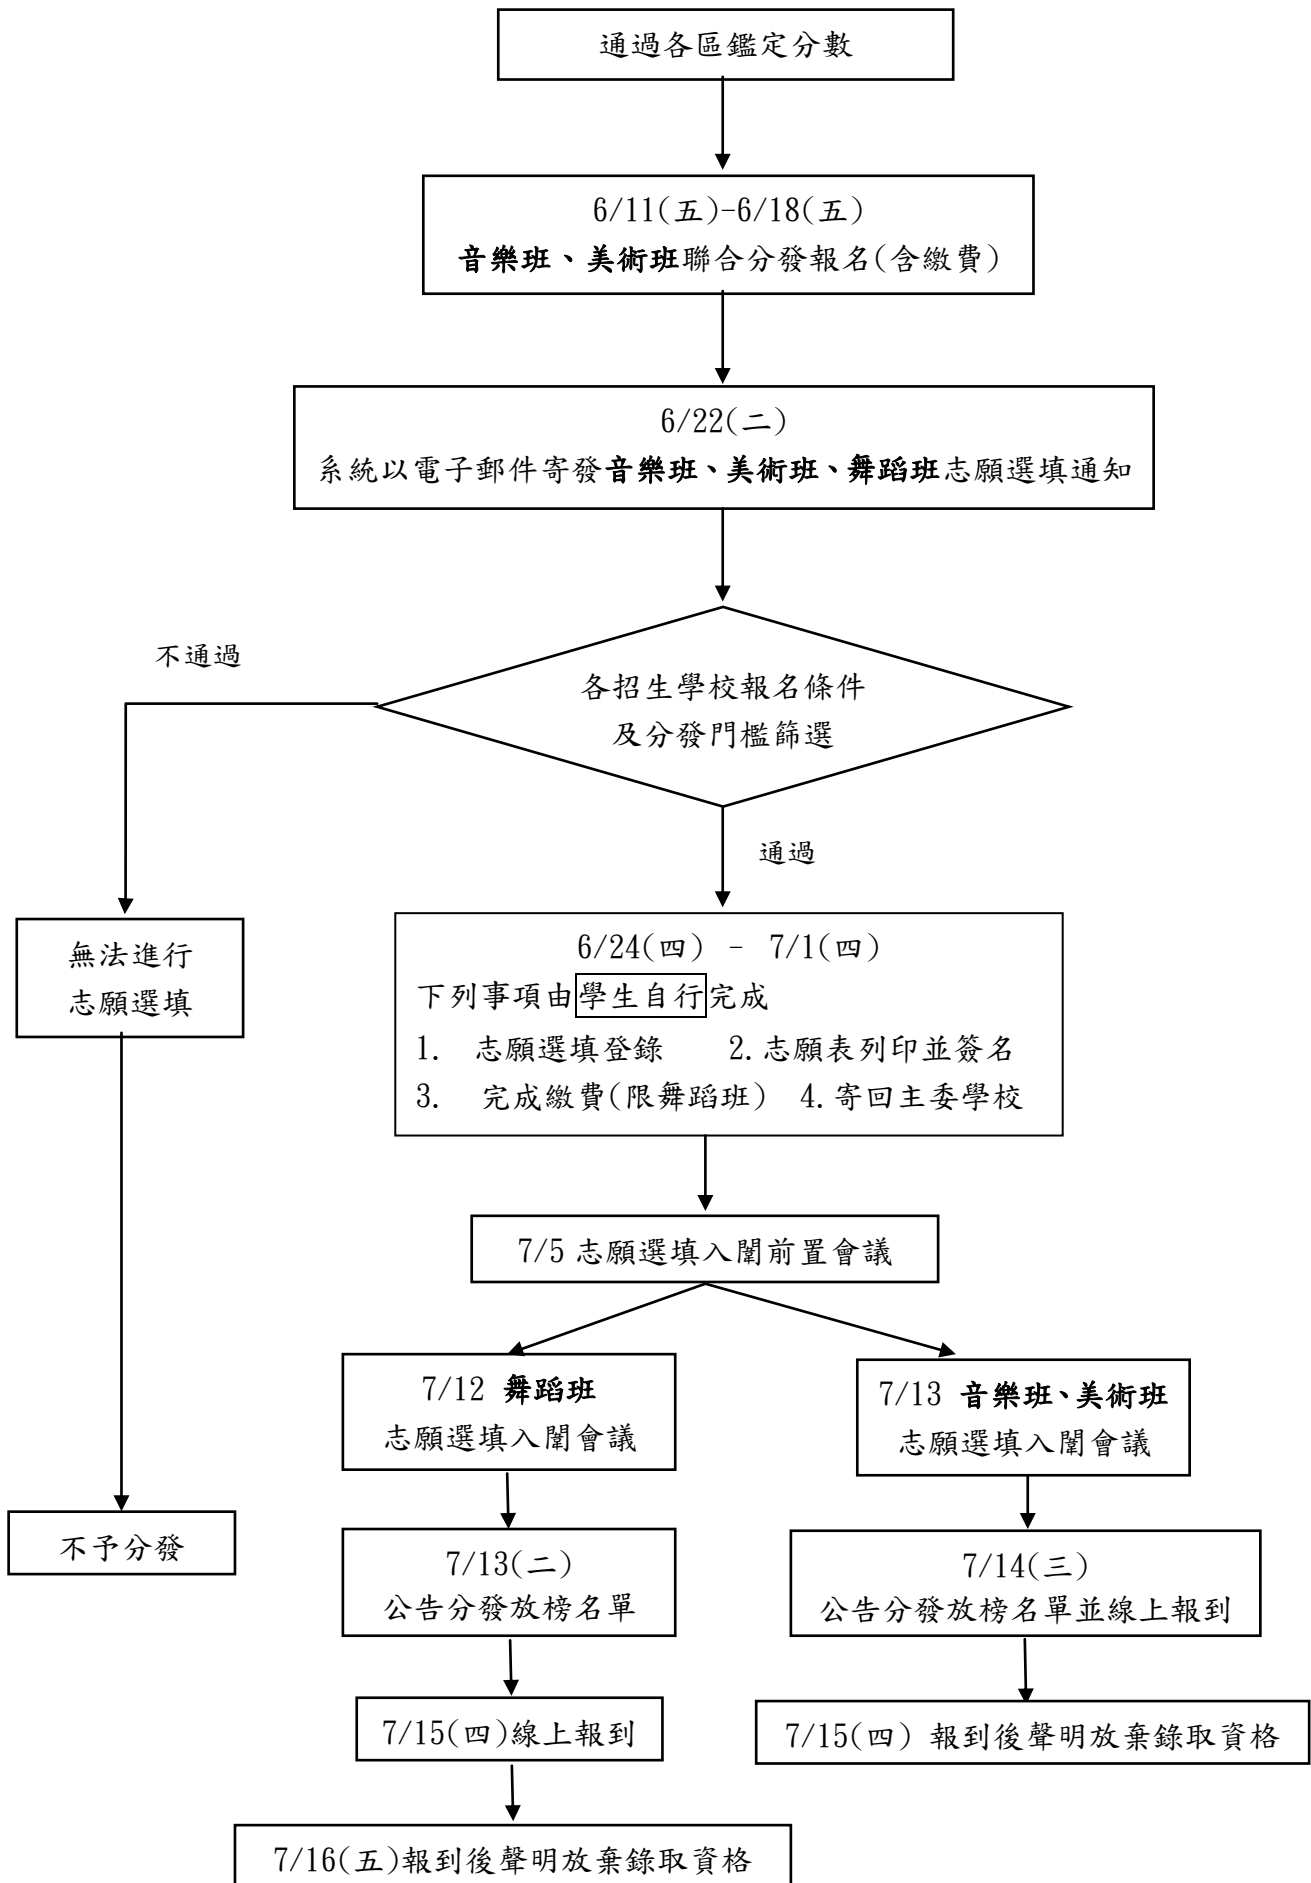 通過各區鑑定分數
6/11(五)-6/18(五)
音樂班、美術班聯合分發報名(含繳費)
6/22(二)
系統以電子郵件寄發音樂班、美術班、舞蹈班志願選填通知
不通過
各招生學校報名條件
及分發門檻篩選
通過
無法進行
志願選填
6/24(四) - 7/1(四)
下列事項由學生自行完成
1. 志願選填登錄 2.志願表列印並簽名
3. 完成繳費(限舞蹈班) 4.寄回主委學校
7/5 志願選填入闈前置會議
7/12 舞蹈班
志願選填入闈會議
7/13 音樂班、美術班
志願選填入闈會議
不予分發
7/13(二)
公告分發放榜名單
7/14(三)
公告分發放榜名單並線上報到
7/15(四)線上報到
7/15(四) 報到後聲明放棄錄取資格
7/16(五)報到後聲明放棄錄取資格